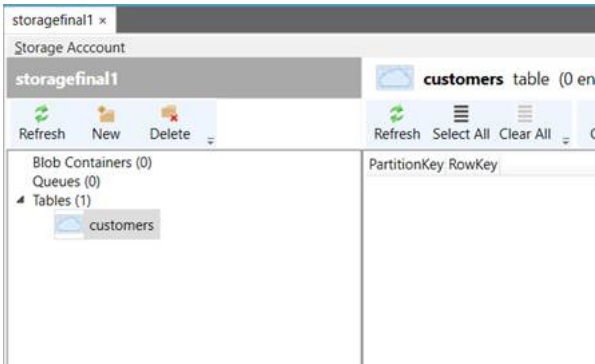 storagefinal1 ×
Storage Acccount
storagefinal1
customers table (0 en
Refresh New Delete
Refresh Select All Clear All
Blob Containers (0)
Queues (0)
Tables (1)
customers
PartitionKey RowKey